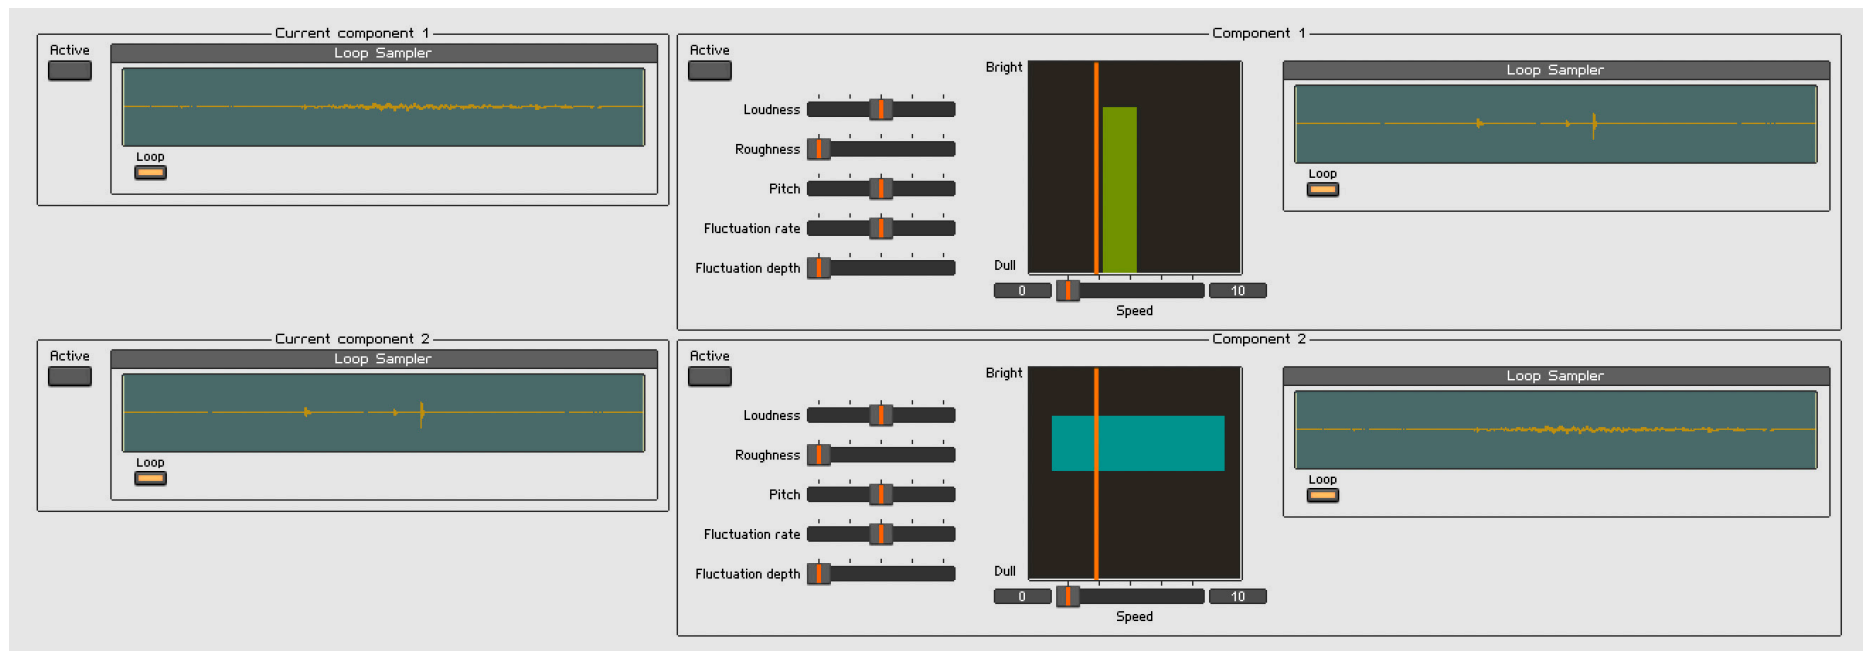 Current component 1
Active
Loop Sampler
Loop
Component 1
Active
Loudness
Roughness
Pitch
Fluctuation rate
Fluctuation depth
Bright
Dull
0
10
Speed
Loop Sampler
Loop
Current component 2
Active
Loop Sampler
Loop
Component 2
Active
Loudness
Roughness
Pitch
Fluctuation rate
Fluctuation depth
Bright
Dull
0
10
Speed
Loop Sampler
Loop